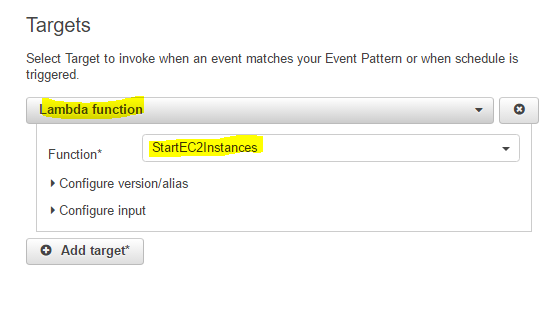 Targets
Select Target to invoke when an event matches your Event Pattern or when schedule is
triggered.
Lambda function
Function*
StartEC2Instances
Configure version/alias
Configure input
Add target*